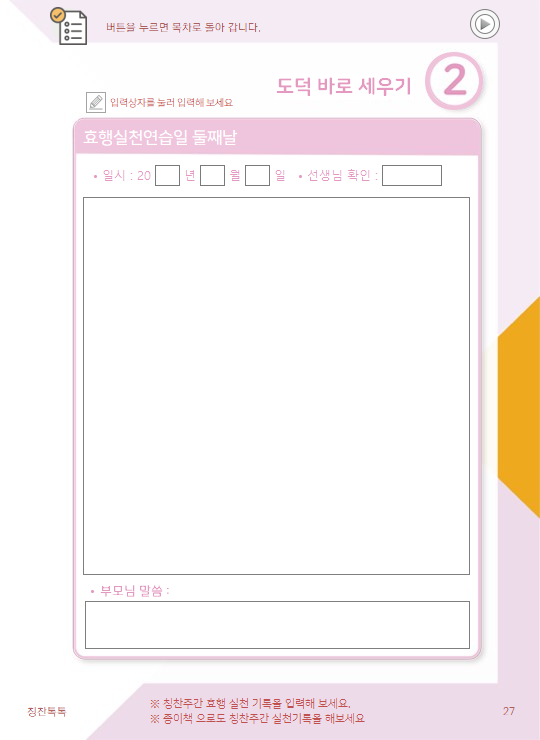 버튼을 누르면 목차로 돌아 갑니다.
도덕 바로 세우기 2
입력상자를 눌러 입력해 보세요
효행실천연습일 둘째날
• 일시 : 20 년 월 일 • 선생님 확인 :
• 부모님 말씀 :
※ 칭찬주간 효행 실천 기록을 입력해 보세요.
※ 종이책 으로도 칭찬주간 실천기록을 해보세요
칭찬톡톡
27